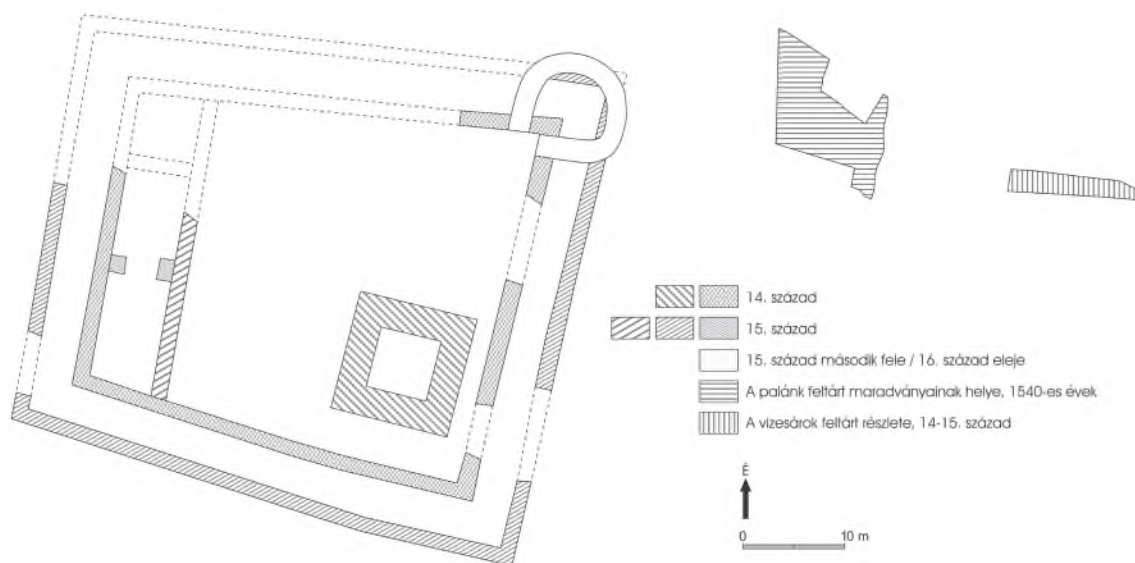 14. század
15. század
15. század második fele / 16. század eleje
A palánk feltárt maradványainak helye, 1540-es évek
A vizesárok feltárt részlete, 14-15. század
É
0 10 m